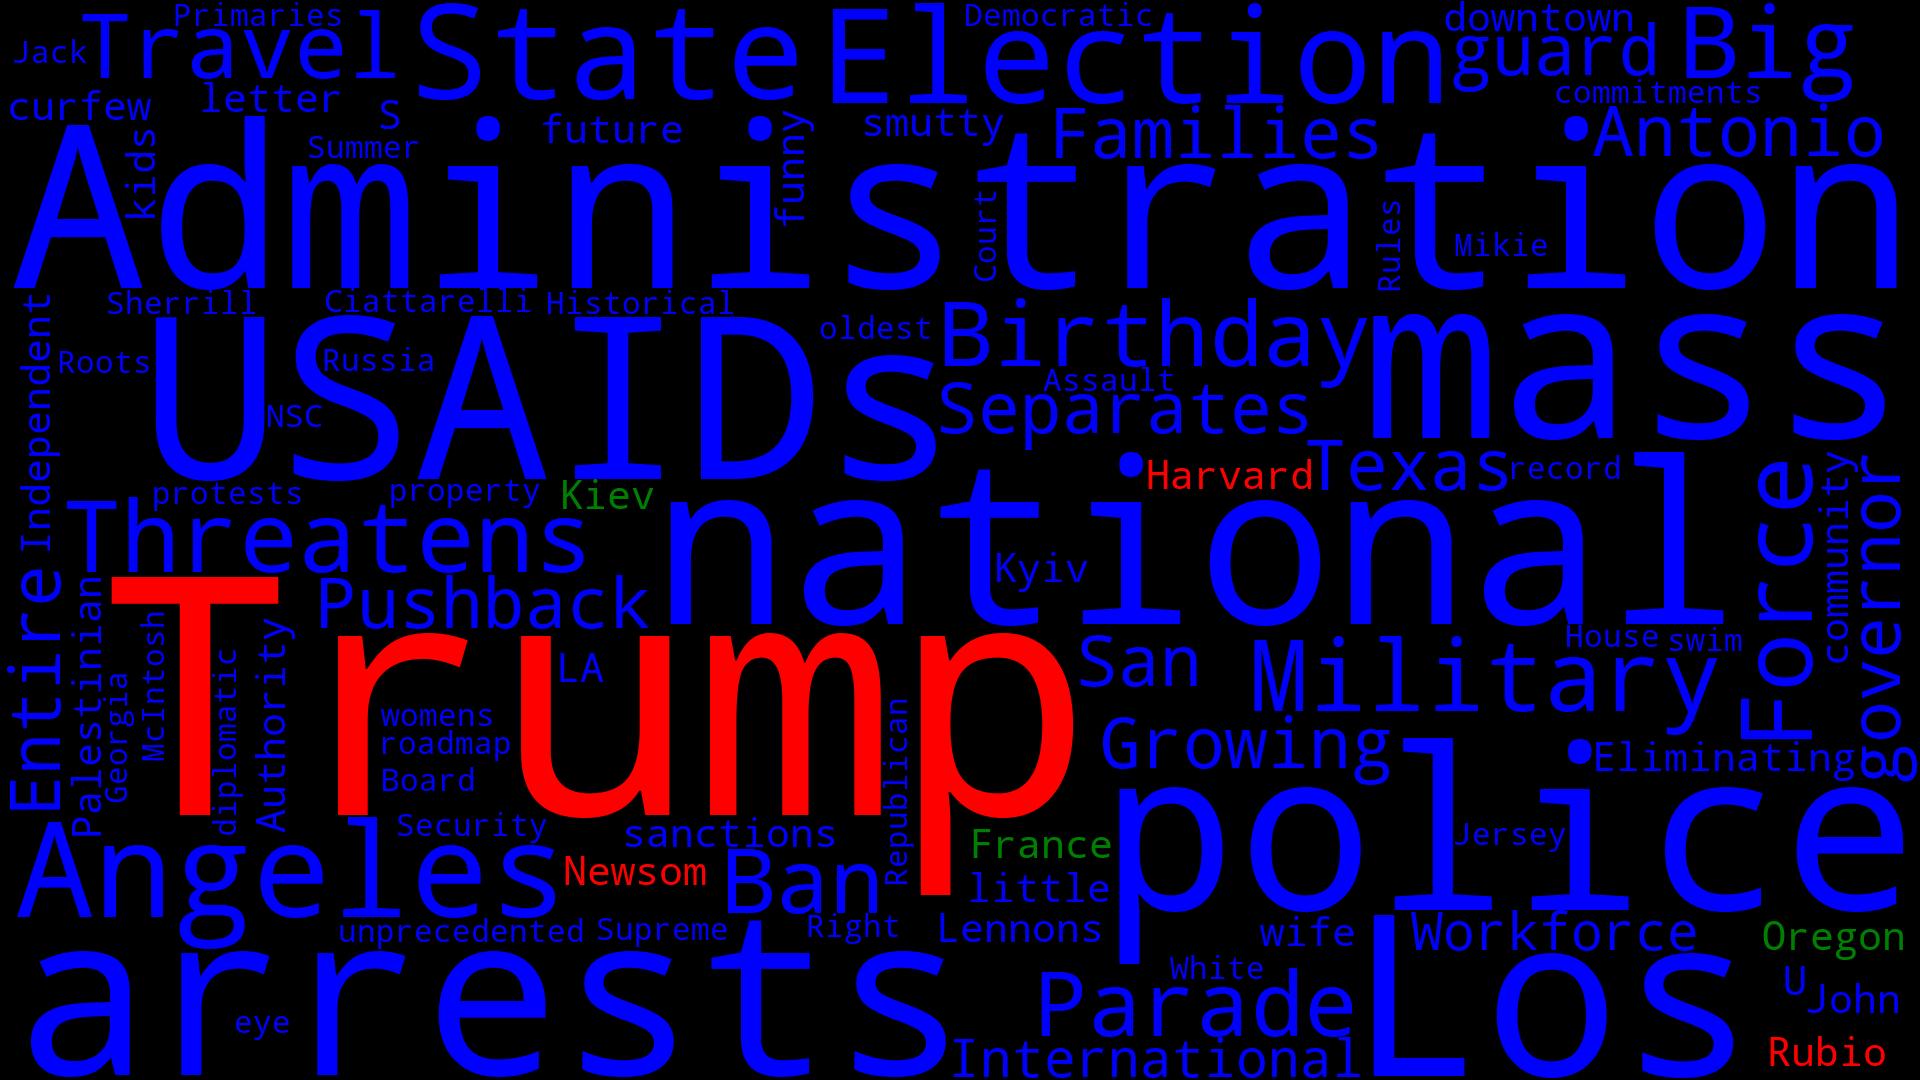 Primaries
Democratic
downtown
Jack
Travel
State
Election
guard
Big
curfew
letter
S
commitments
kids
Summer
future
funny
smutty
Families
Antonio
Administration
Court
Rules
Mikie
Sherrill
Ciattarelli
Historical
oldest
Birthday
mass
Independent
Roots
USAIDs
Russia
NSC
Assault
Separates
Harvard
Texas
record
protests
property
Kiev
national
Threatens
Kyiv
Force
community
governor
Entire
Palestinian
Georgia
McIntosh
diplomatic
Authority
Trump
Pushback
LA
womens
roadmap
Board
Republican
San
Military
House
swim
Growing
Eliminating
police
Jersey
Angeles
Security
sanctions
Newsom
Ban
France
little
unprecedented
Supreme
Right
Lennons
wife
Workforce
Oregon
arrests
eye
White
Parade
Los
U
John
International
Rubio